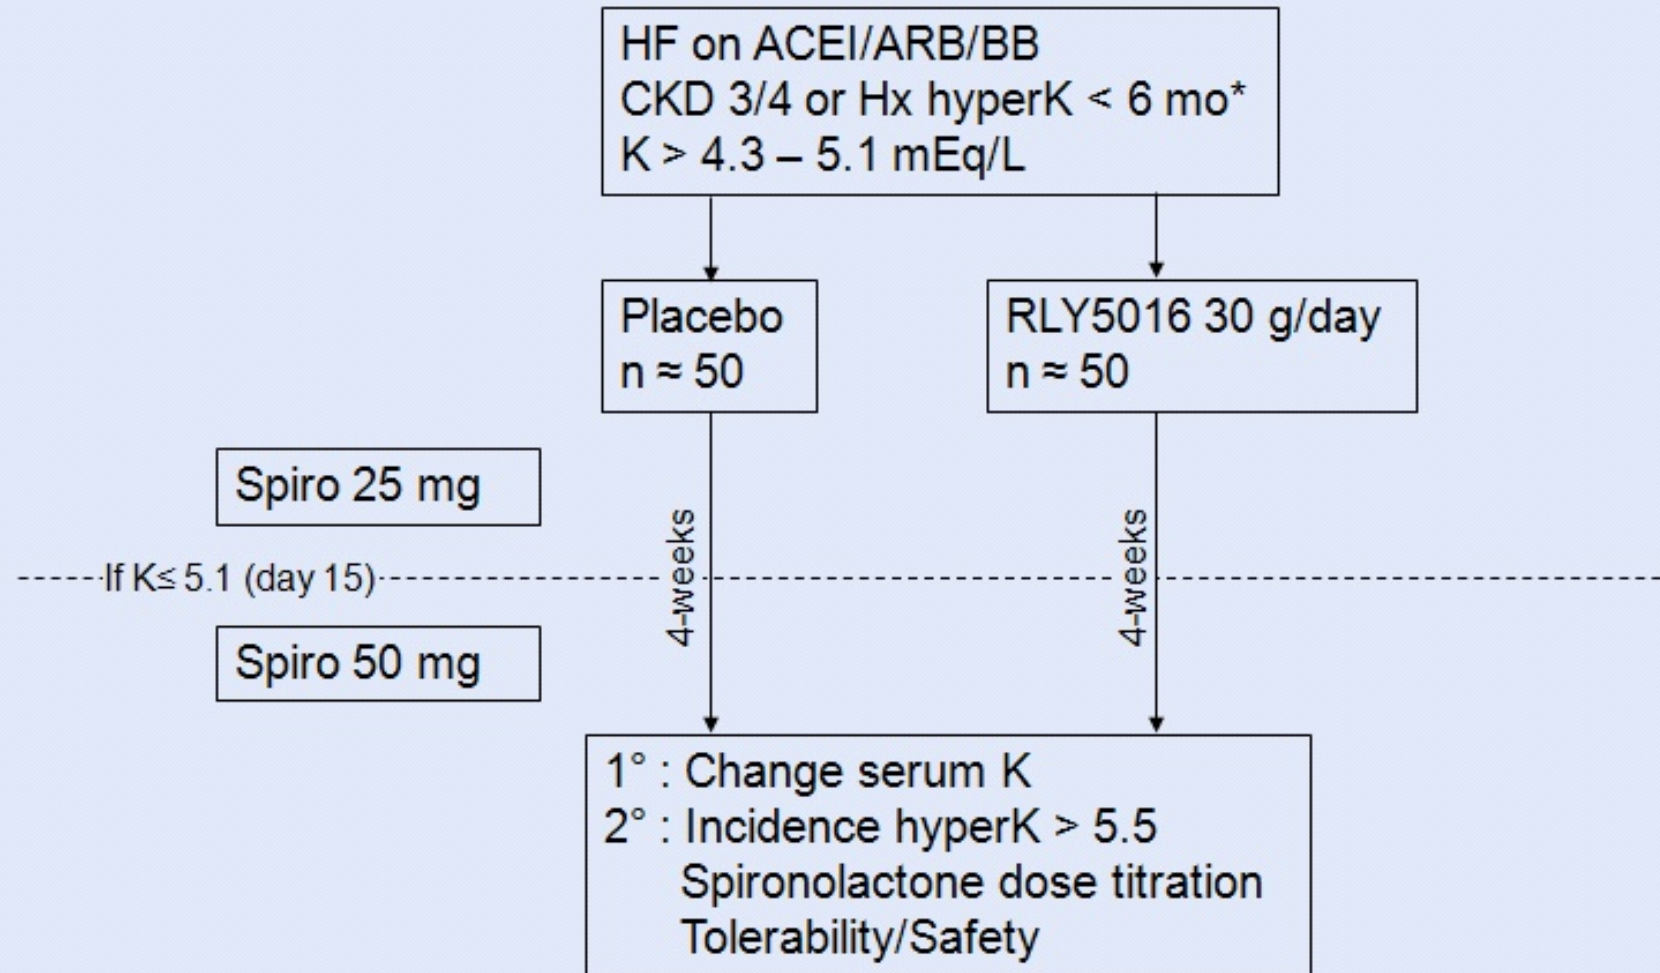 HF on ACEI/ARB/BB
CKD 3/4 or Hx hyperK < 6 mo*
K > 4.3 – 5.1 mEq/L
Placebo
n ≈ 50
RLY5016 30 g/day
n ≈ 50
Spiro 25 mg
4-weeks
4-weeks
If K≤ 5.1 (day 15)
Spiro 50 mg
1° : Change serum K
2° : Incidence hyperK > 5.5
Spironolactone dose titration
Tolerability/Safety